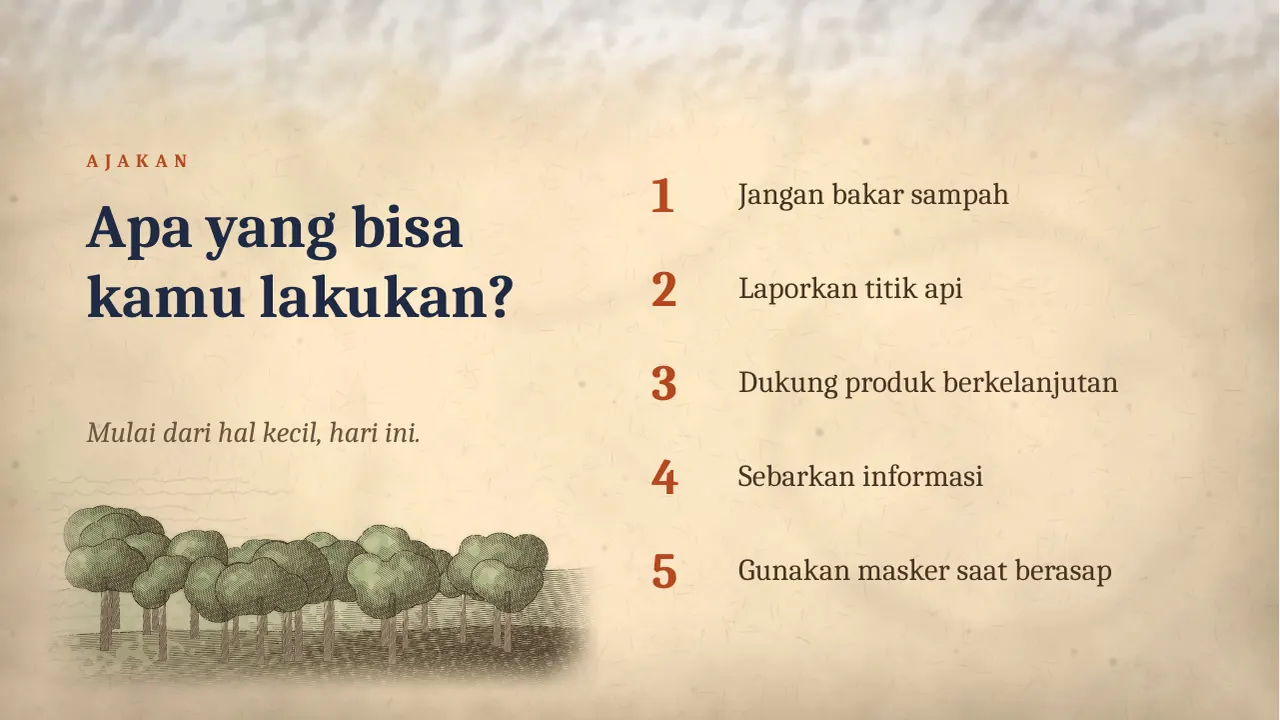 AJAKAN
Apa yang bisa
kamu lakukan?
Mulai dari hal kecil, hari ini.
1 Jangan bakar sampah
2 Laporkan titik api
3 Dukung produk berkelanjutan
4 Sebarkan informasi
5 Gunakan masker saat berasap